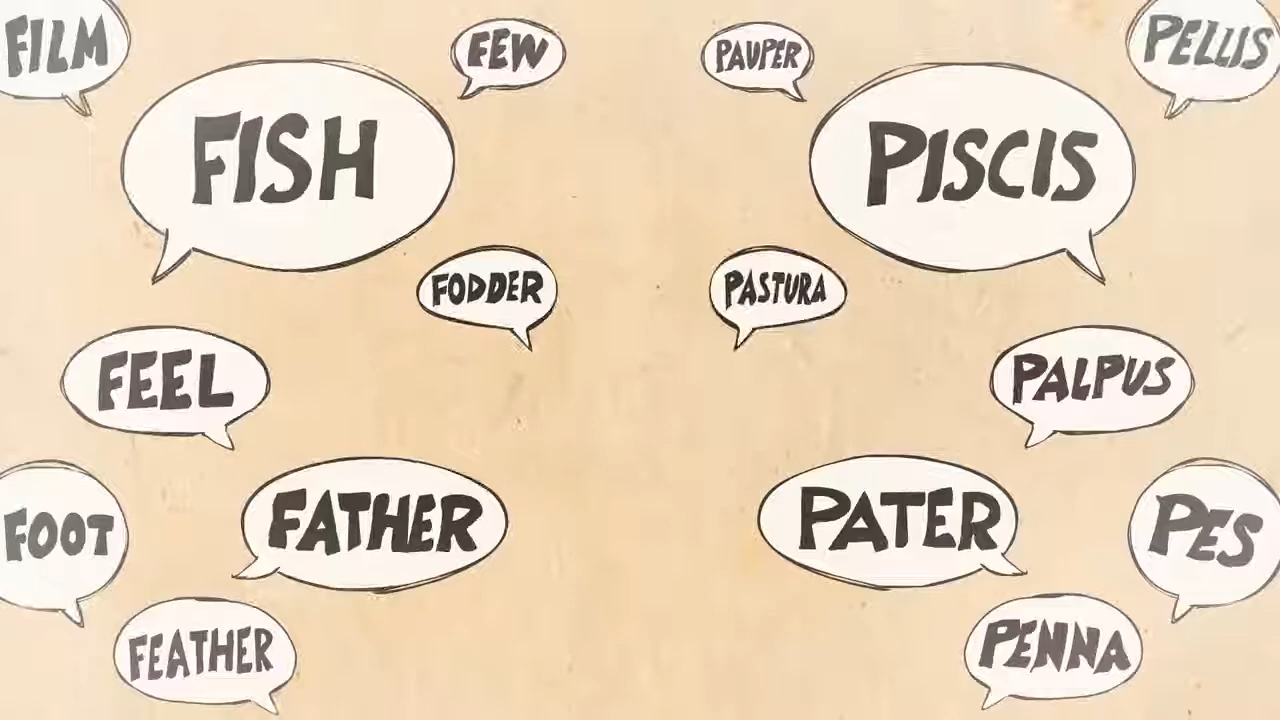 FILM
FEW
PAUPER
PELLIS
FISH
PISCIS
FODDER
PASTURA
FEEL
PALPUS
FOOT
FATHER
PATER
PES
FEATHER
PENNA